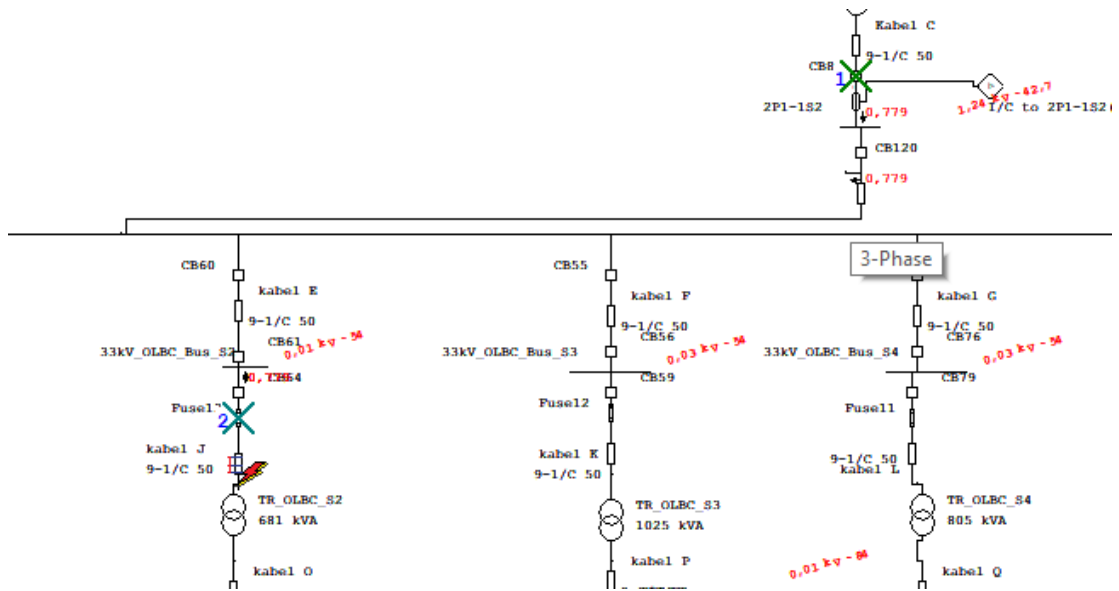 Kabel C
9-1/C 50
CB8
1
2P1-1S2
0,779
1,24 kV -42,7
I/C to 2P1-1S2
CB120
0,779
3-Phase
CB60
CB55
kabel E
kabel F
kabel G
9-1/C 50
9-1/C 50
9-1/C 50
CB61
CB56
CB76
33kV_OLBC_Bus_S2
0,01 kV -54
33kV_OLBC_Bus_S3
0,03 kV -54
33kV_OLBC_Bus_S4
0,03 kV -54
CB64
CB59
CB79
2
Fuse12
Fuse11
kabel J
kabel K
9-1/C 50
kabel L
9-1/C 50
9-1/C 50
TR_OLBC_S2
681 kVA
TR_OLBC_S3
1025 kVA
TR_OLBC_S4
805 kVA
kabel O
kabel P
0,01 kV -84
kabel Q